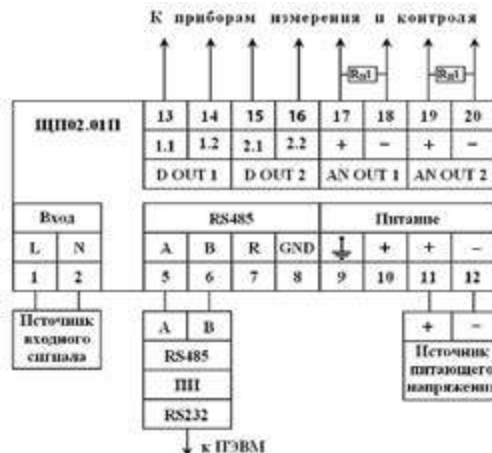 К приборам измерения и контроля
Rн1 Rн1
ЩП02.01П 13 14 15 16 17 18 19 20
1.1 1.2 2.1 2.2 + − + −
D OUT 1 D OUT 2 AN OUT 1 AN OUT 2
Вход RS485 Питание
L N A B R GND + + −
1 2 5 6 7 8 9 10 11 12
Источник входного сигнала
A B
RS485
ПИ
RS232
к ПЭВМ
+ −
Источник
питающего
напряжения